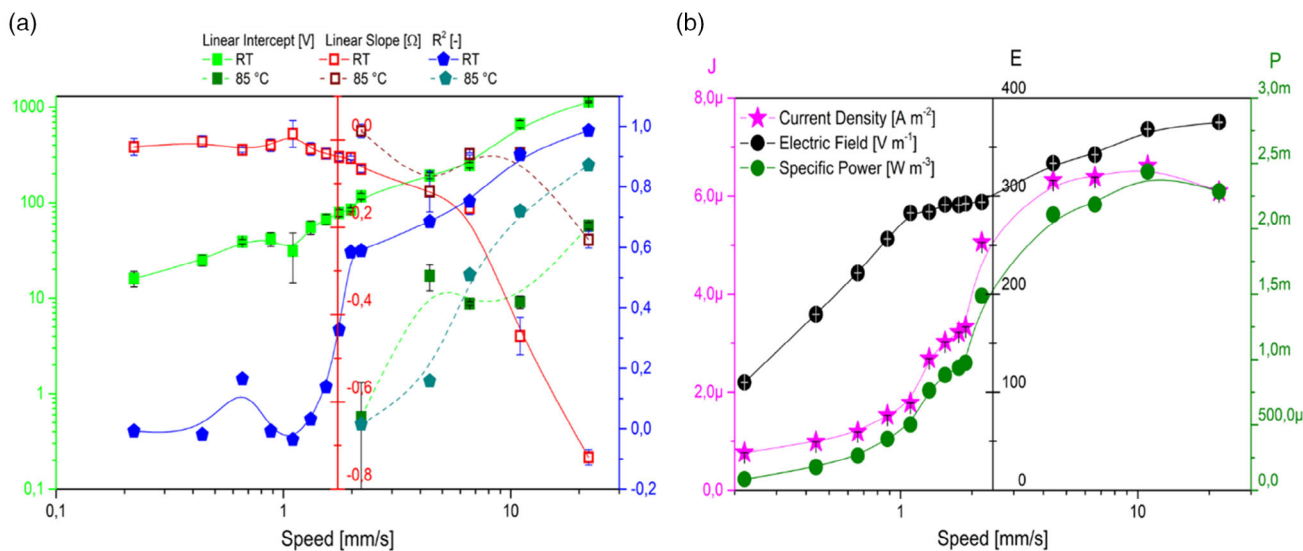 (a)
Linear Intercept [V] Linear Slope [Ω] R² [-]
RT RT RT
85 °C 85 °C 85 °C
1000
100
10
1
0,1
0,0
-0,2
-0,4
-0,6
-0,8
1,0
0,8
0,6
0,4
0,2
0,0
-0,2
0,1 1 10
Speed [mm/s]
(b)
J E P
8,0µ
6,0µ
4,0µ
2,0µ
0,0
Current Density [A m⁻²]
Electric Field [V m⁻¹]
Specific Power [W m⁻³]
400
300
200
100
0
3,0m
2,5m
2,0m
1,5m
1,0m
500,0µ
0,0
1 10
Speed [mm/s]